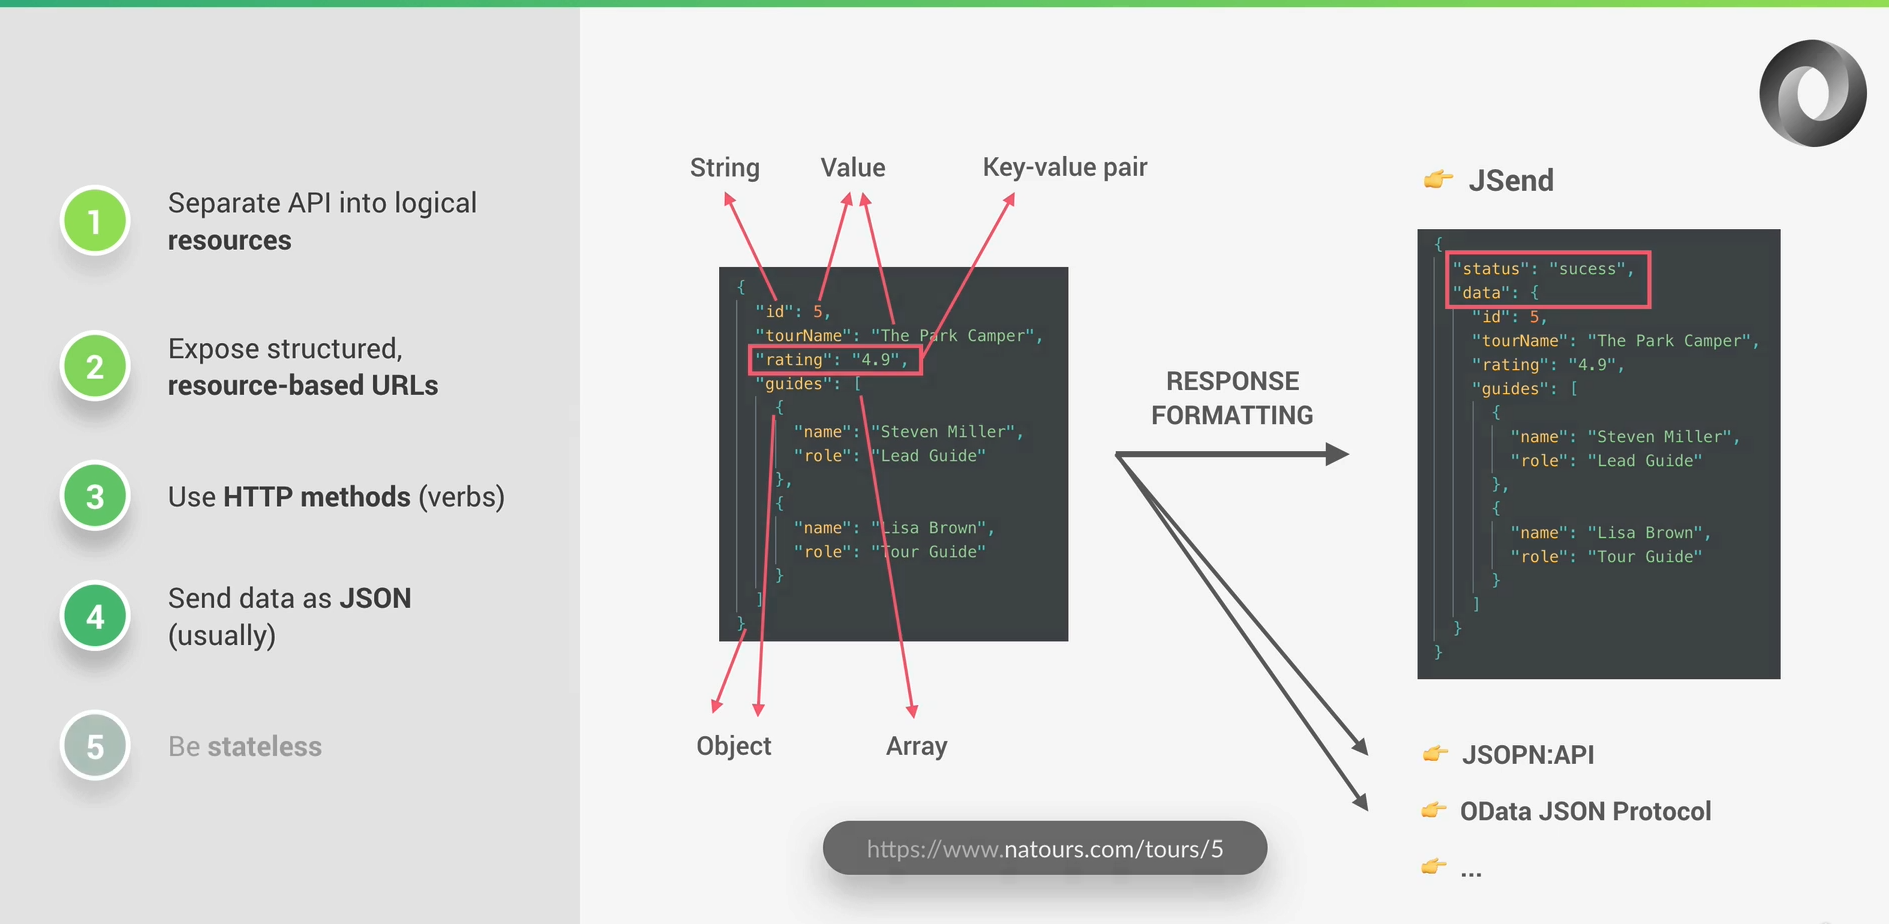 1
Separate API into logical
resources
2
Expose structured,
resource-based URLs
3
Use HTTP methods (verbs)
4
Send data as JSON
(usually)
5
Be stateless
String
Value
Key-value pair
{
"id": 5,
"tourName": "The Park Camper",
"rating": "4.9",
"guides": [
{
"name": "Steven Miller",
"role": "Lead Guide"
},
{
"name": "Lisa Brown",
"role": "Tour Guide"
}
]
}
Object
Array
https://www.natours.com/tours/5
RESPONSE
FORMATTING
👉 JSend
{
"status": "sucess",
"data": {
"id": 5,
"tourName": "The Park Camper",
"rating": "4.9",
"guides": [
{
"name": "Steven Miller",
"role": "Lead Guide"
},
{
"name": "Lisa Brown",
"role": "Tour Guide"
}
]
}
}
👉 JSOPN:API
👉 OData JSON Protocol
👉 ...